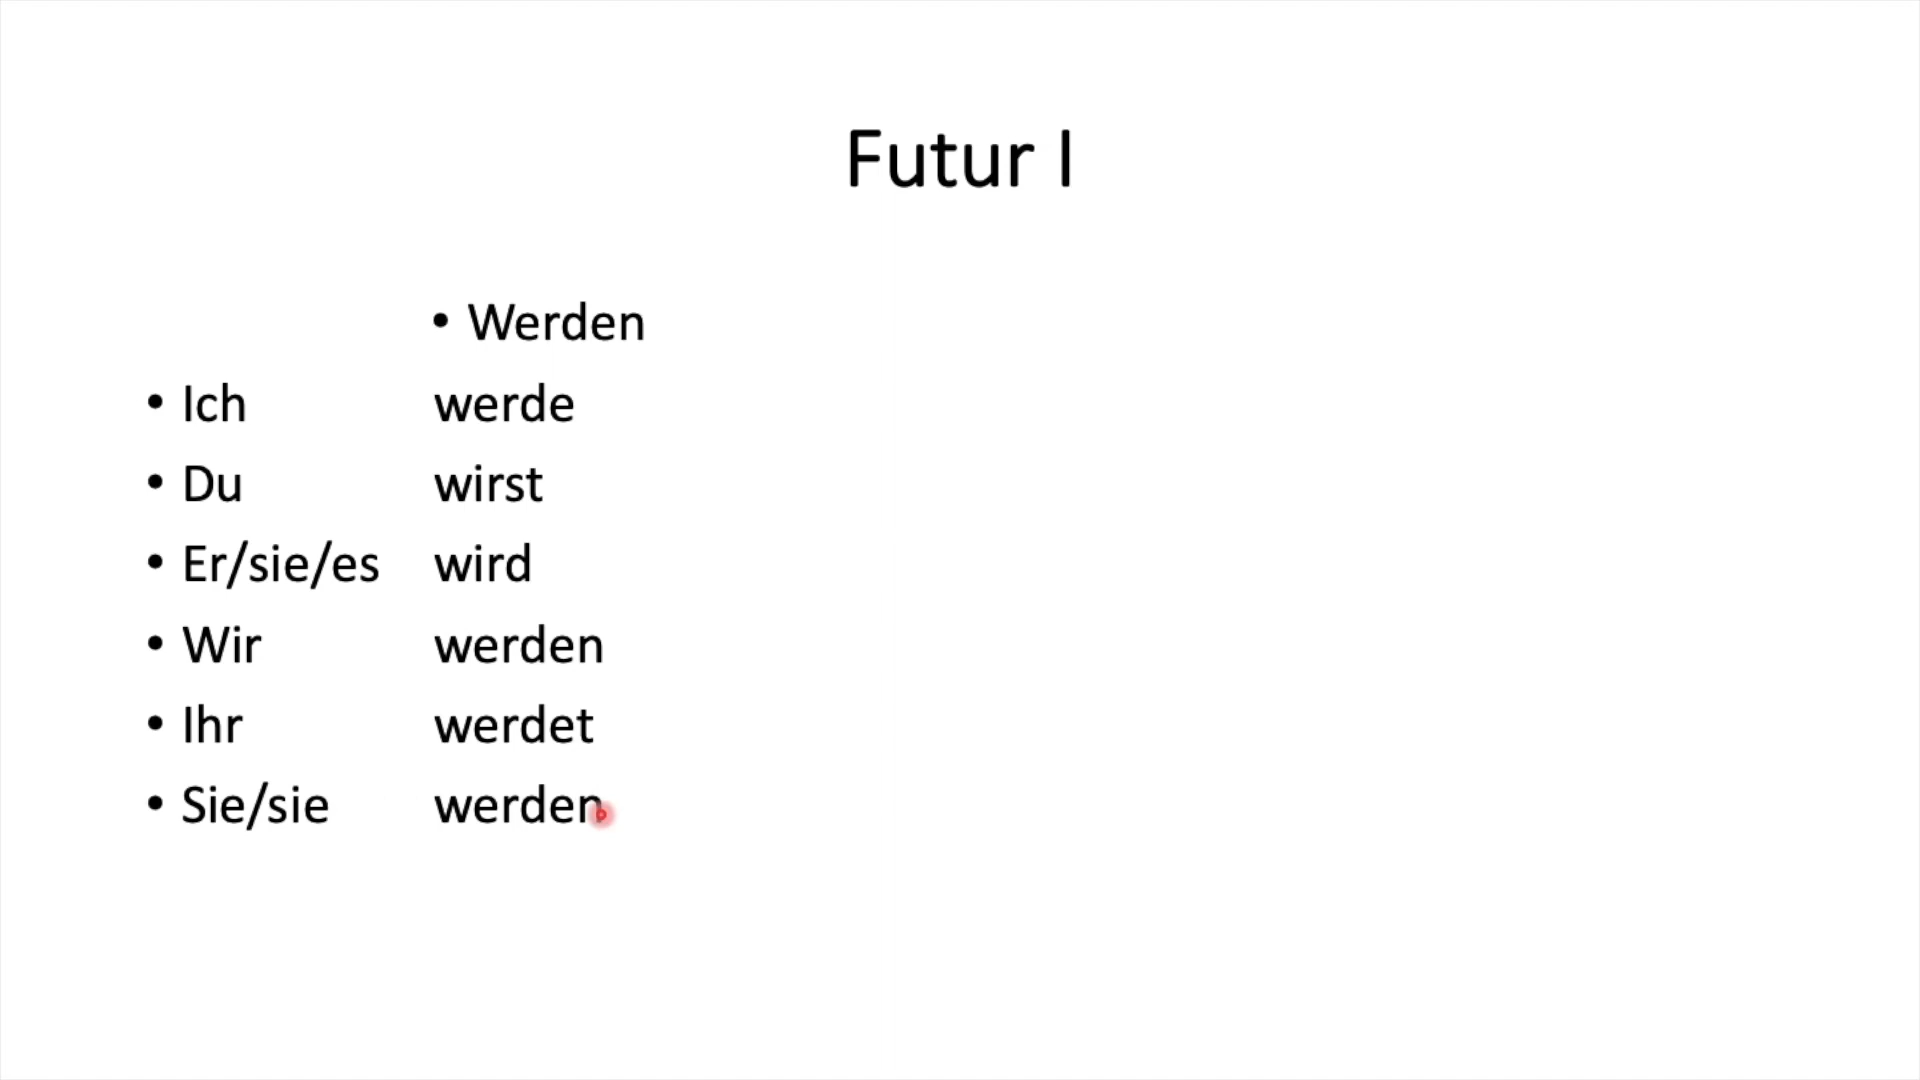 Futur I
• Werden
• Ich werde
• Du wirst
• Er/sie/es wird
• Wir werden
• Ihr werdet
• Sie/sie werden